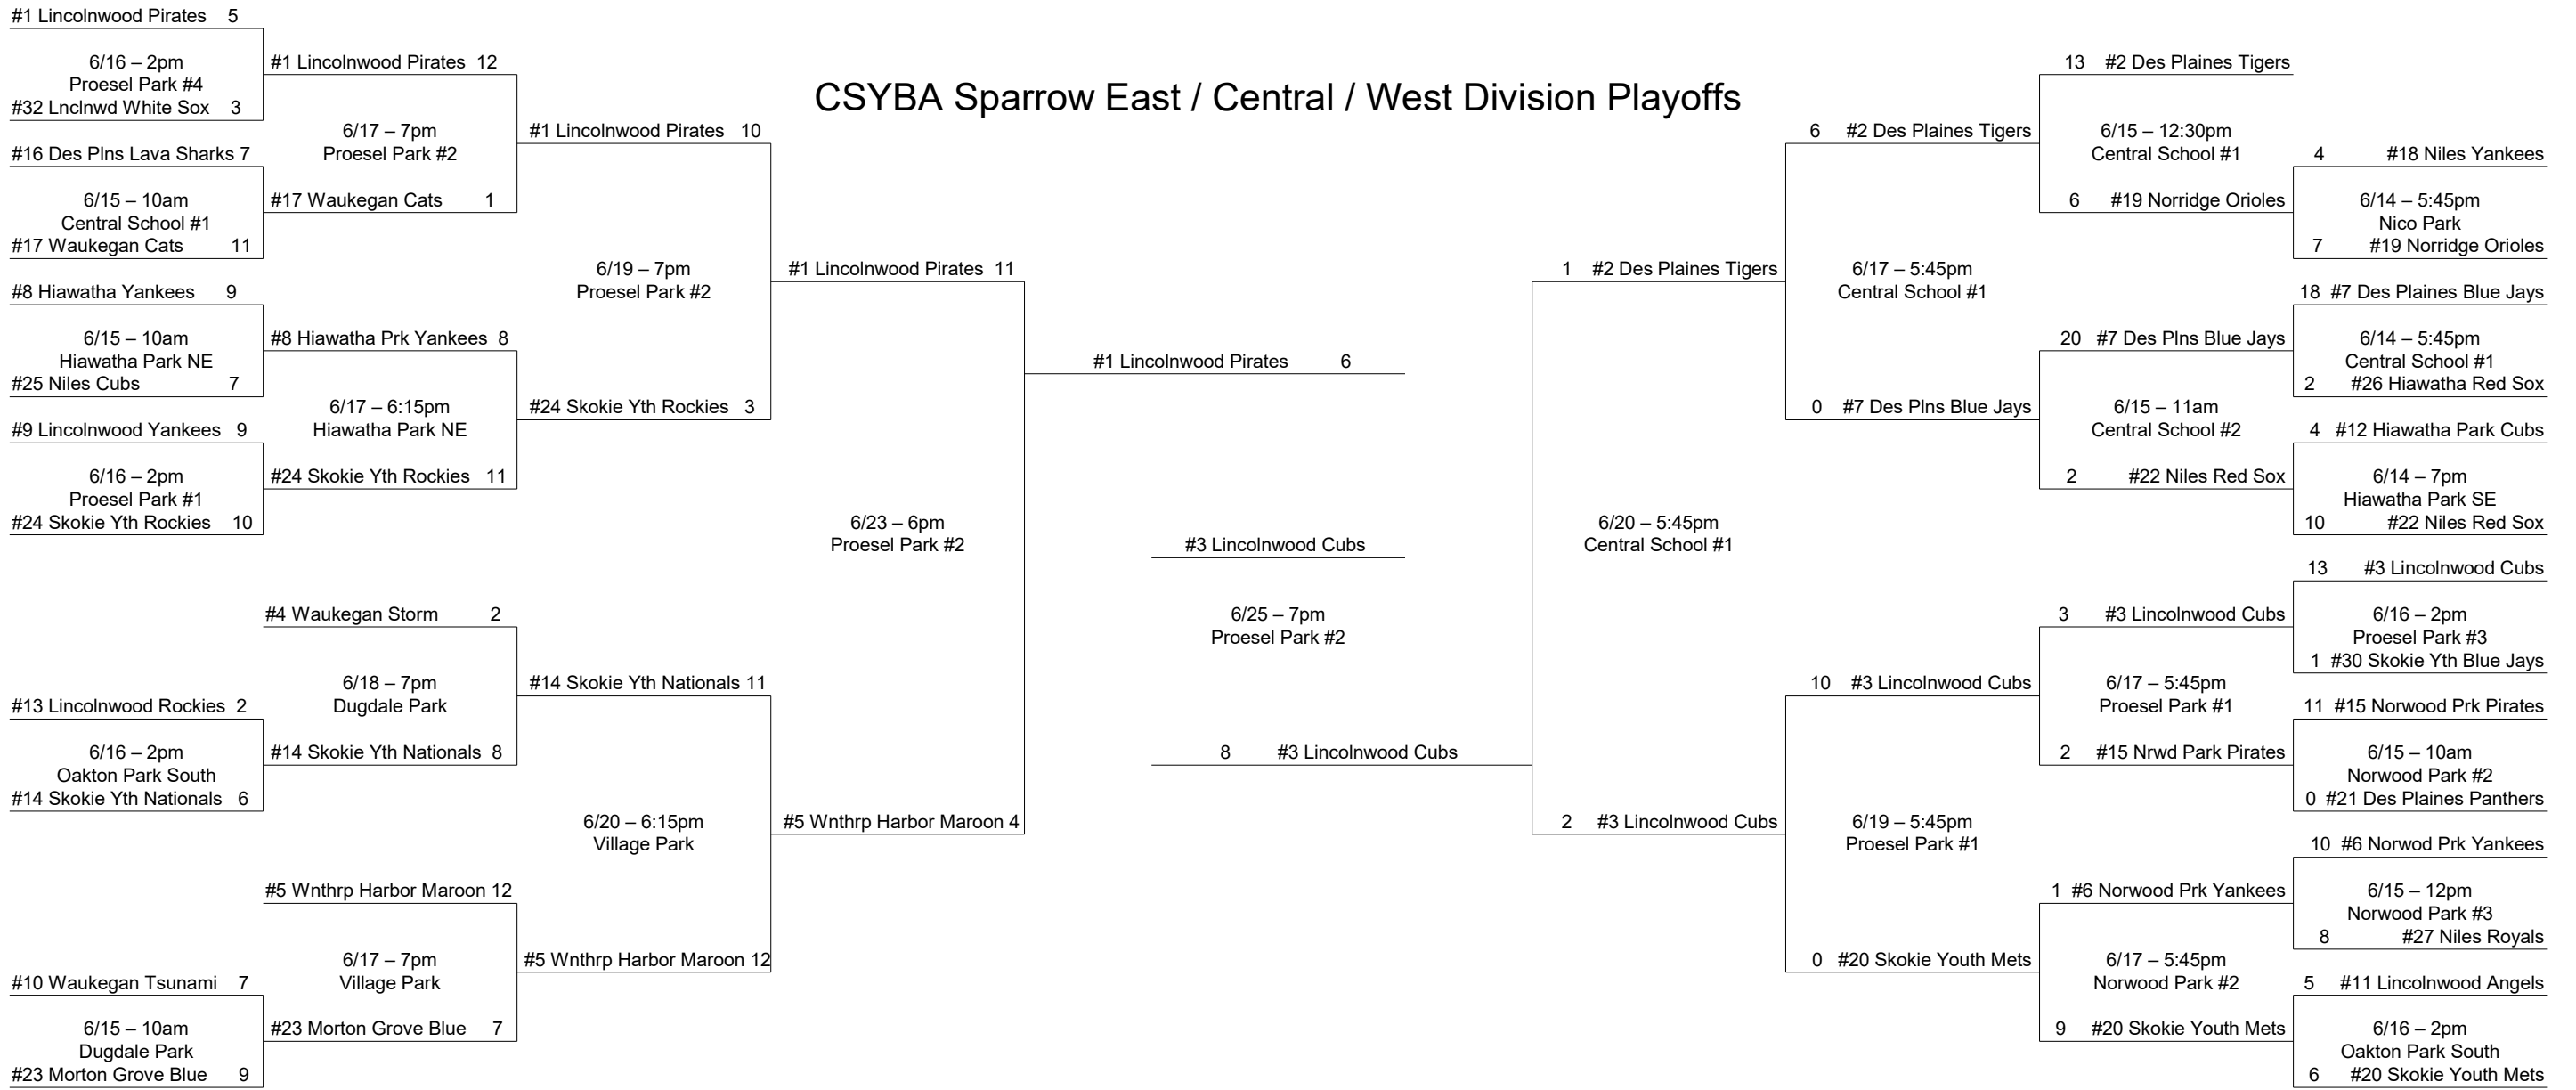 CSYBA Sparrow East / Central / West Division Playoffs
#1 Lincolnwood Pirates 5
6/16 – 2pm
Proesel Park #4
#32 Lnclnwd White Sox 3
#16 Des Plns Lava Sharks 7
6/15 – 10am
Central School #1
#17 Waukegan Cats 11
#8 Hiawatha Yankees 9
6/15 – 10am
Hiawatha Park NE
#25 Niles Cubs 7
#9 Lincolnwood Yankees 9
6/16 – 2pm
Proesel Park #1
#24 Skokie Yth Rockies 10
#13 Lincolnwood Rockies 2
6/16 – 2pm
Oakton Park South
#14 Skokie Yth Nationals 6
#10 Waukegan Tsunami 7
6/15 – 10am
Dugdale Park
#23 Morton Grove Blue 9
#1 Lincolnwood Pirates 12
6/17 – 7pm
Proesel Park #2
#17 Waukegan Cats 1
#8 Hiawatha Prk Yankees 8
6/17 – 6:15pm
Hiawatha Park NE
#24 Skokie Yth Rockies 11
#4 Waukegan Storm 2
6/18 – 7pm
Dugdale Park
#14 Skokie Yth Nationals 8
#5 Wnthrp Harbor Maroon 12
6/17 – 7pm
Village Park
#23 Morton Grove Blue 7
#1 Lincolnwood Pirates 10
6/19 – 7pm
Proesel Park #2
#24 Skokie Yth Rockies 3
#14 Skokie Yth Nationals 11
6/20 – 6:15pm
Village Park
#5 Wnthrp Harbor Maroon 12
#1 Lincolnwood Pirates 11
6/23 – 6pm
Proesel Park #2
#5 Wnthrp Harbor Maroon 4
#1 Lincolnwood Pirates 6
#3 Lincolnwood Cubs
6/25 – 7pm
Proesel Park #2
8 #3 Lincolnwood Cubs
1 #2 Des Plaines Tigers
6/20 – 5:45pm
Central School #1
2 #3 Lincolnwood Cubs
6 #2 Des Plaines Tigers
6/17 – 5:45pm
Central School #1
0 #7 Des Plns Blue Jays
10 #3 Lincolnwood Cubs
6/19 – 5:45pm
Proesel Park #1
0 #20 Skokie Youth Mets
13 #2 Des Plaines Tigers
6/15 – 12:30pm
Central School #1
6 #19 Norridge Orioles
20 #7 Des Plns Blue Jays
6/15 – 11am
Central School #2
2 #22 Niles Red Sox
3 #3 Lincolnwood Cubs
6/17 – 5:45pm
Proesel Park #1
2 #15 Nrwd Park Pirates
1 #6 Norwood Prk Yankees
6/17 – 5:45pm
Norwood Park #2
9 #20 Skokie Youth Mets
4 #18 Niles Yankees
6/14 – 5:45pm
Nico Park
7 #19 Norridge Orioles
18 #7 Des Plaines Blue Jays
6/14 – 5:45pm
Central School #1
2 #26 Hiawatha Red Sox
4 #12 Hiawatha Park Cubs
6/14 – 7pm
Hiawatha Park SE
10 #22 Niles Red Sox
13 #3 Lincolnwood Cubs
6/16 – 2pm
Proesel Park #3
1 #30 Skokie Yth Blue Jays
11 #15 Norwood Prk Pirates
6/15 – 10am
Norwood Park #2
0 #21 Des Plaines Panthers
10 #6 Norwod Prk Yankees
6/15 – 12pm
Norwood Park #3
8 #27 Niles Royals
5 #11 Lincolnwood Angels
6/16 – 2pm
Oakton Park South
6 #20 Skokie Youth Mets